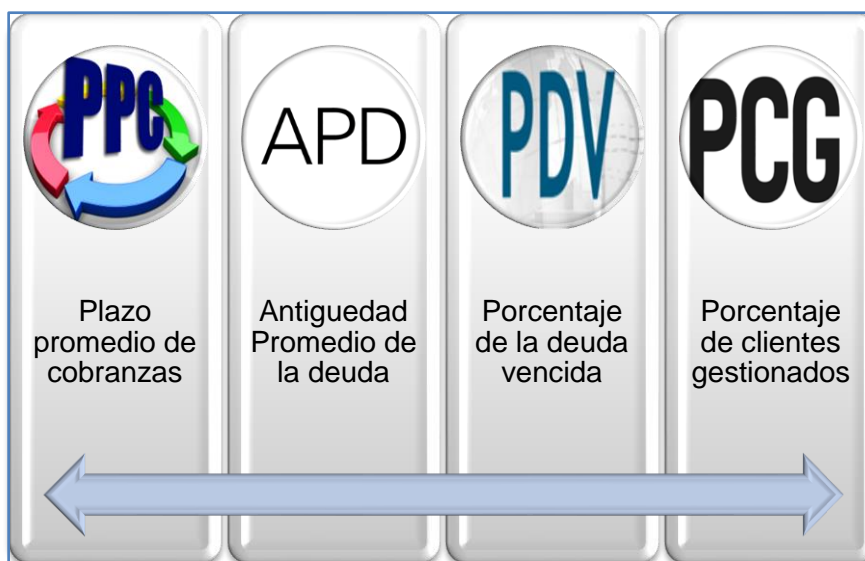 PPC
Plazo
promedio de
cobranzas
APD
Antiguedad
Promedio de
la deuda
PDV
Porcentaje
de la deuda
vencida
PCG
Porcentaje
de clientes
gestionados